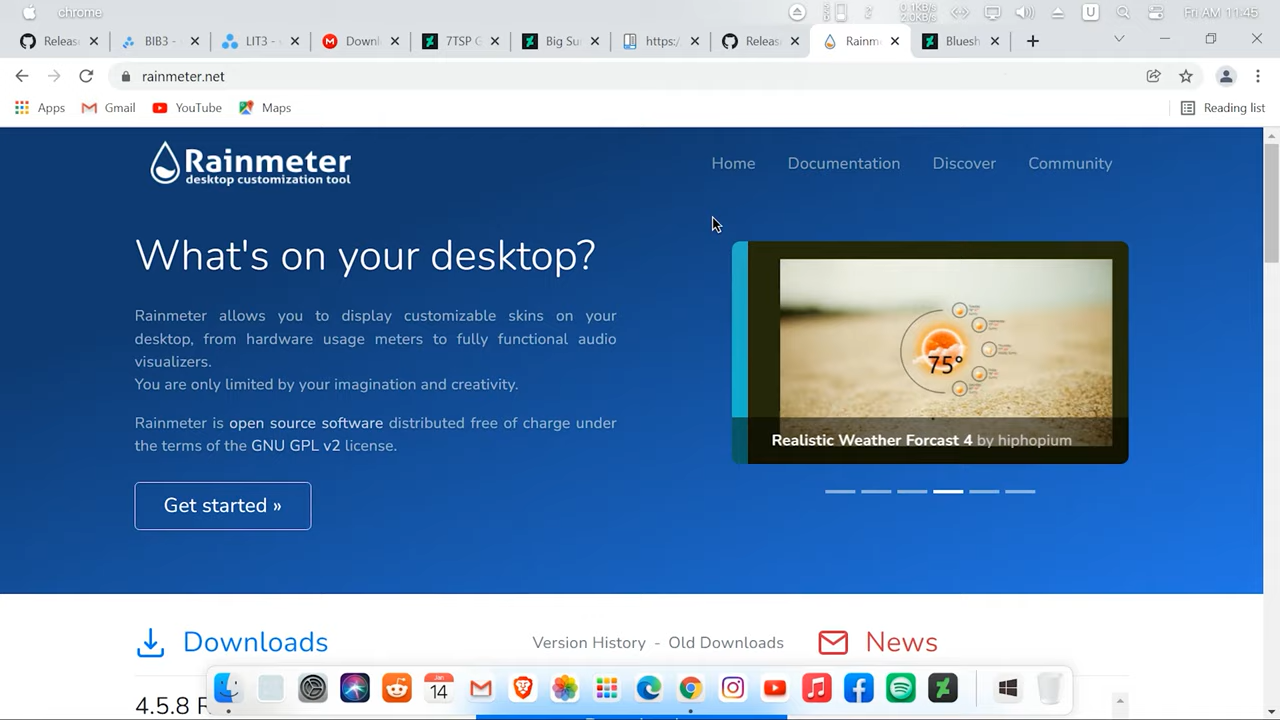 chrome
0.1KB/s
2.0KB/s
U
Fri AM 11:45
Releas
BIB3 -
LIT3 -
Downl
7TSP G
Big Su
https:/
Releas
Rainm
Bluesh
rainmeter.net
Apps
Gmail
YouTube
Maps
Reading list
Rainmeter
desktop customization tool
Home
Documentation
Discover
Community
What's on your desktop?
Rainmeter allows you to display customizable skins on your
desktop, from hardware usage meters to fully functional audio
visualizers.
You are only limited by your imagination and creativity.
Rainmeter is open source software distributed free of charge under
the terms of the GNU GPL v2 license.
Get started »
75°
Realistic Weather Forcast 4 by hiphopium
Downloads
Version History - Old Downloads
News
4.5.8 R
Jan
14